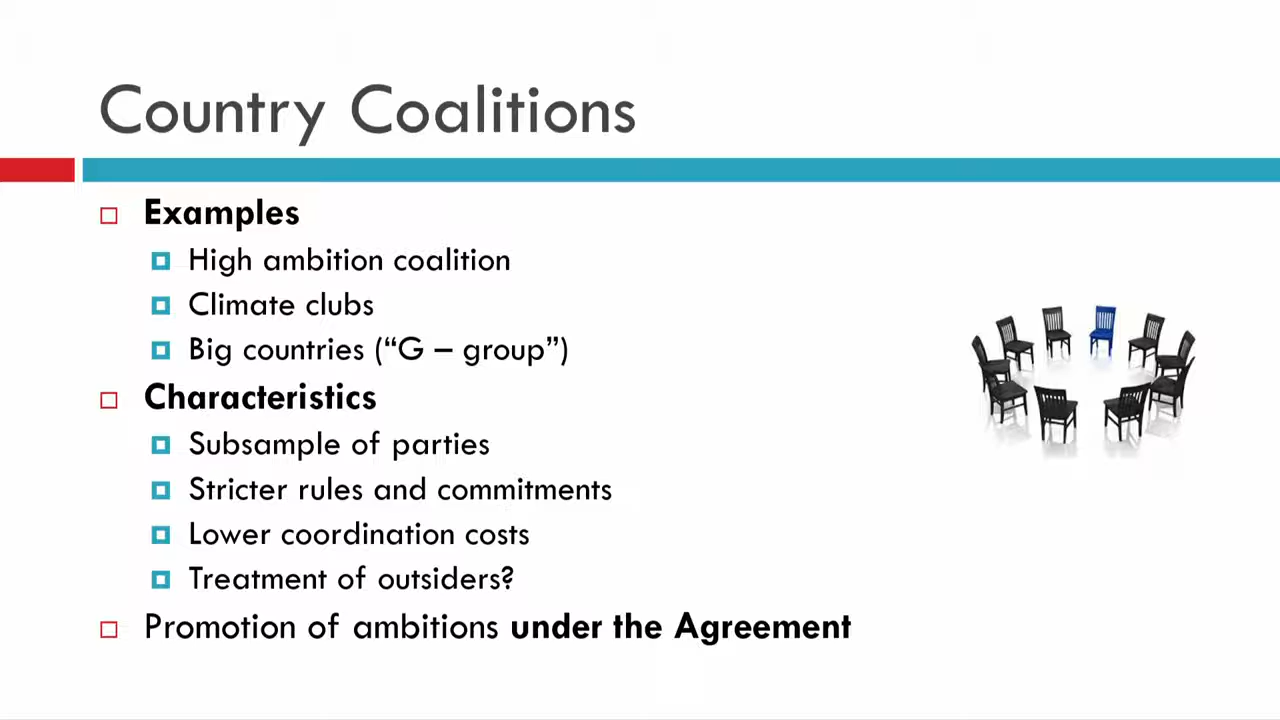 Country Coalitions
Examples
High ambition coalition
Climate clubs
Big countries (“G – group”)
Characteristics
Subsample of parties
Stricter rules and commitments
Lower coordination costs
Treatment of outsiders?
Promotion of ambitions under the Agreement